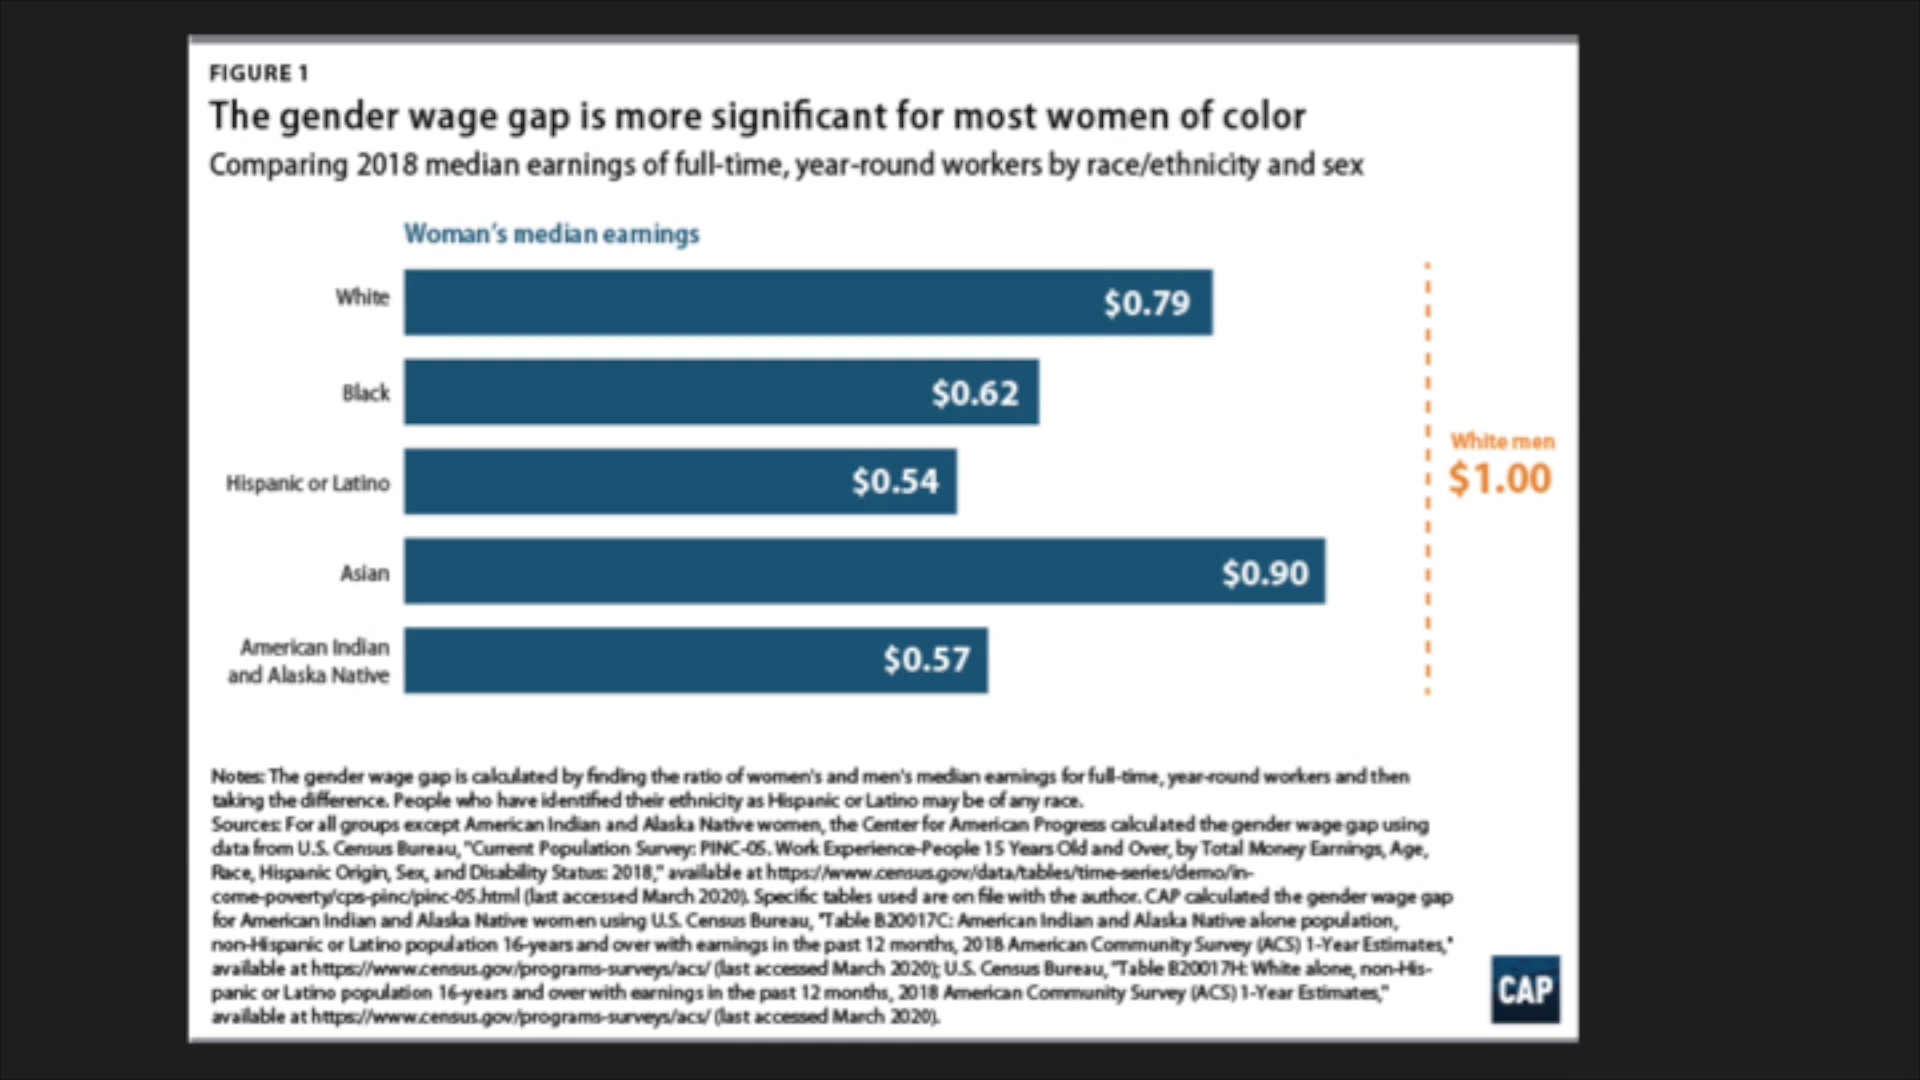 FIGURE 1
The gender wage gap is more significant for most women of color
Comparing 2018 median earnings of full-time, year-round workers by race/ethnicity and sex
Woman's median earnings
White
$0.79
Black
$0.62
Hispanic or Latino
$0.54
Asian
$0.90
American Indian
and Alaska Native
$0.57
White men
$1.00
Notes: The gender wage gap is calculated by finding the ratio of women's and men's median earnings for full-time, year-round workers and then
taking the difference. People who have identified their ethnicity as Hispanic or Latino may be of any race.
Sources: For all groups except American Indian and Alaska Native women, the Center for American Progress calculated the gender wage gap using
data from U.S. Census Bureau, "Current Population Survey: PINC-05. Work Experience-People 15 Years Old and Over, by Total Money Earnings, Age,
Race, Hispanic Origin, Sex, and Disability Status: 2018," available at https://www.census.gov/data/tables/time-series/demo/in-
come-poverty/cps-pinc/pinc-05.html (last accessed March 2020). Specific tables used are on file with the author. CAP calculated the gender wage gap
for American Indian and Alaska Native women using U.S. Census Bureau, "Table B20017C: American Indian and Alaska Native alone population,
non-Hispanic or Latino population 16-years and over with earnings in the past 12 months, 2018 American Community Survey (ACS) 1-Year Estimates,"
available at https://www.census.gov/programs-surveys/acs/ (last accessed March 2020); U.S. Census Bureau, "Table B20017H: White alone, non-His-
panic or Latino population 16-years and over with earnings in the past 12 months, 2018 American Community Survey (ACS) 1-Year Estimates,"
available at https://www.census.gov/programs-surveys/acs/ (last accessed March 2020).
CAP